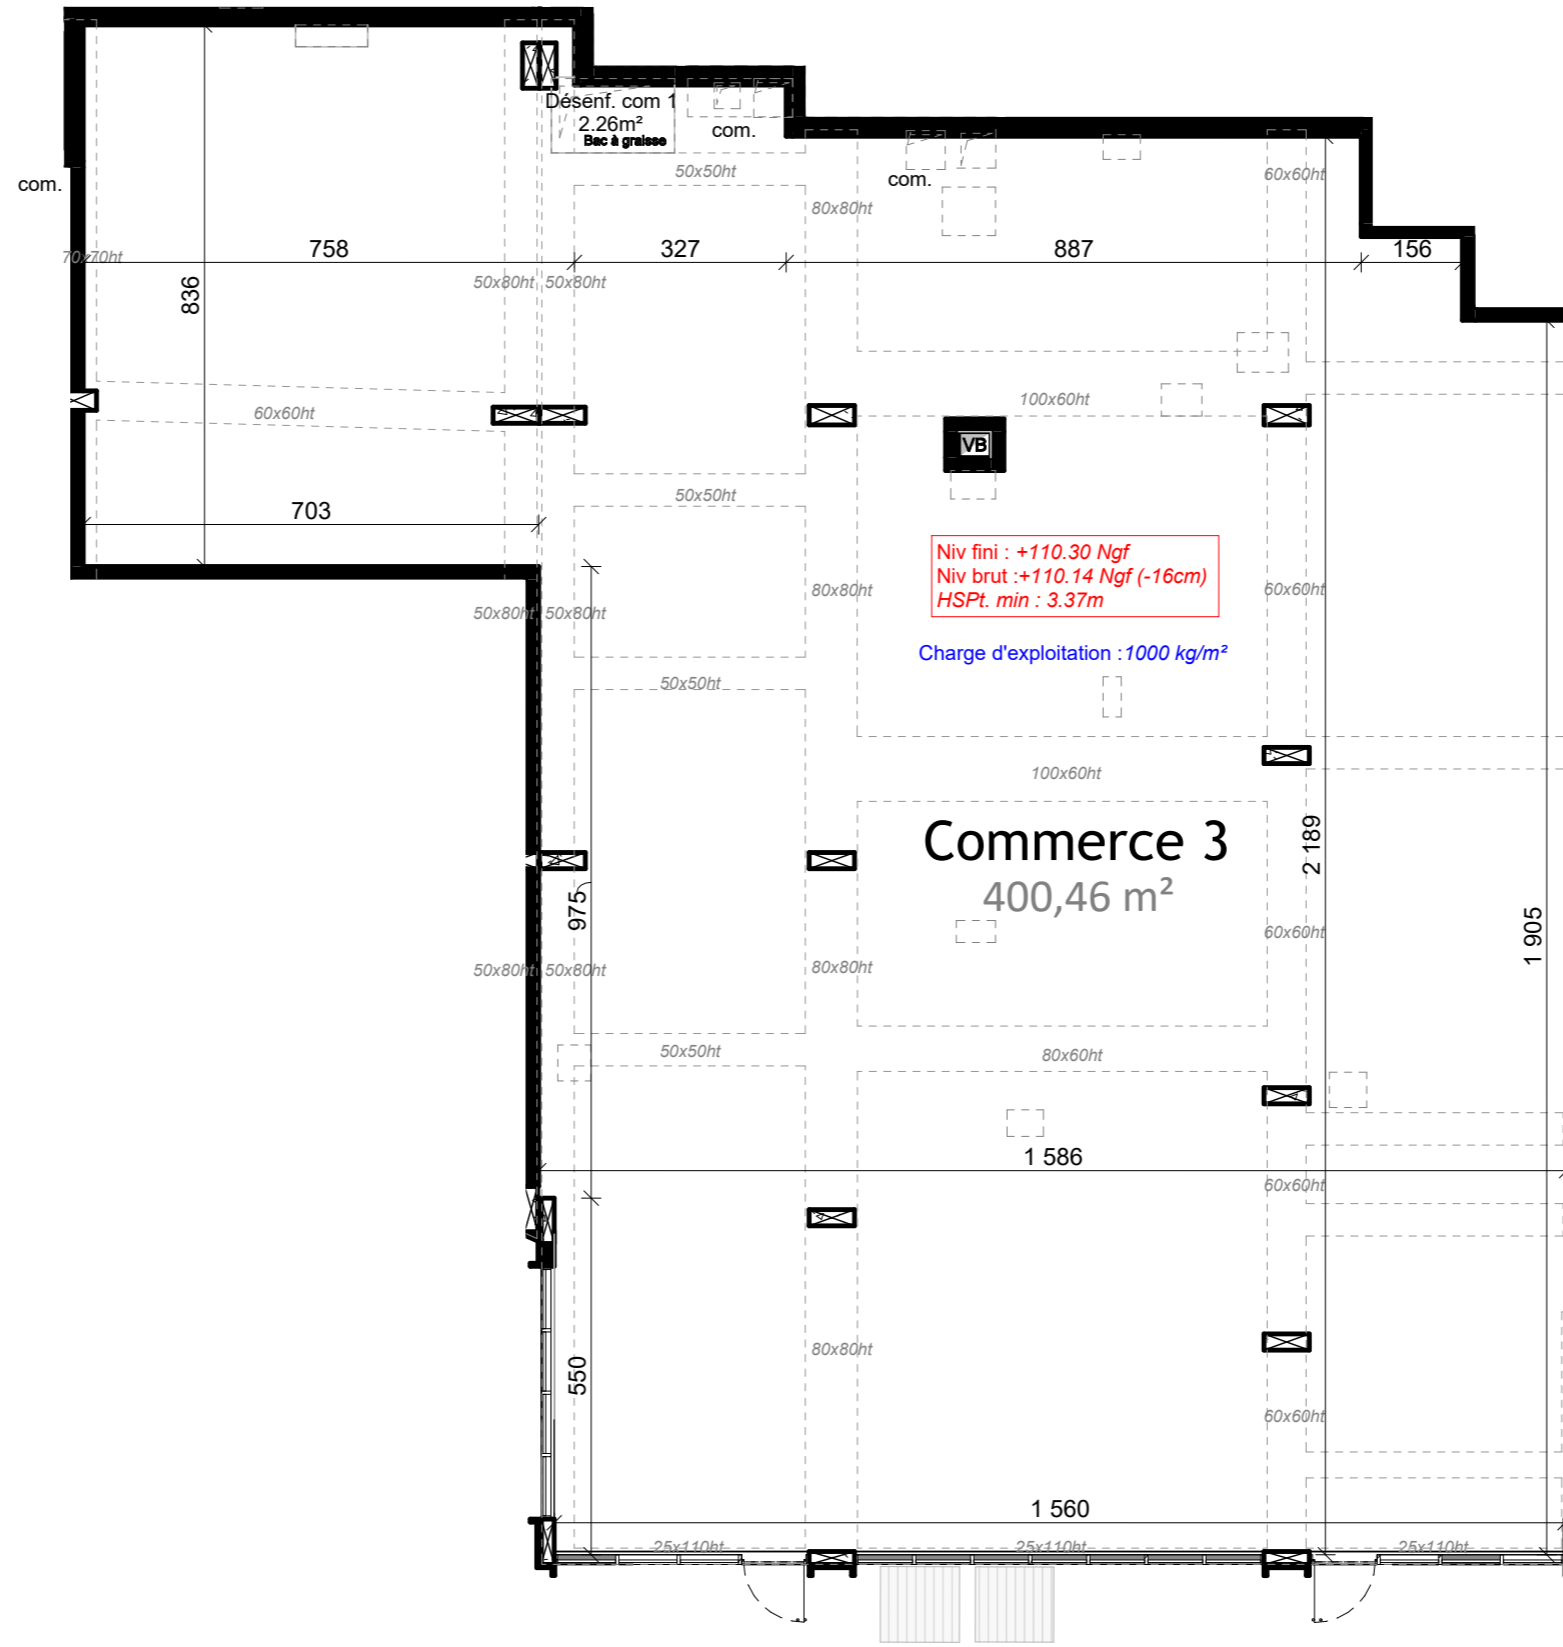 Désenf. com 1
2.26m²
Bac à graisse
com.
50x50ht
com.
com.
60x60ht
80x80ht
758
327
887
156
70x70ht
50x80ht
50x80ht
836
60x60ht
100x60ht
VB
50x50ht
703
Niv fini : +110.30 Ngf
Niv brut :+110.14 Ngf (-16cm)
HSPt. min : 3.37m
80x80ht
60x60ht
50x80ht
50x80ht
Charge d'exploitation :1000 kg/m²
50x50ht
100x60ht
Commerce 3
400,46 m²
2 189
975
1 905
60x60ht
50x80ht
50x80ht
80x80ht
50x50ht
80x60ht
1 586
60x60ht
80x80ht
550
60x60ht
1 560
25x110ht
25x110ht
25x110ht